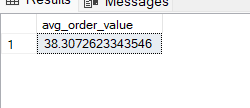 Results Messages
avg_order_value
1 38.3072623343546